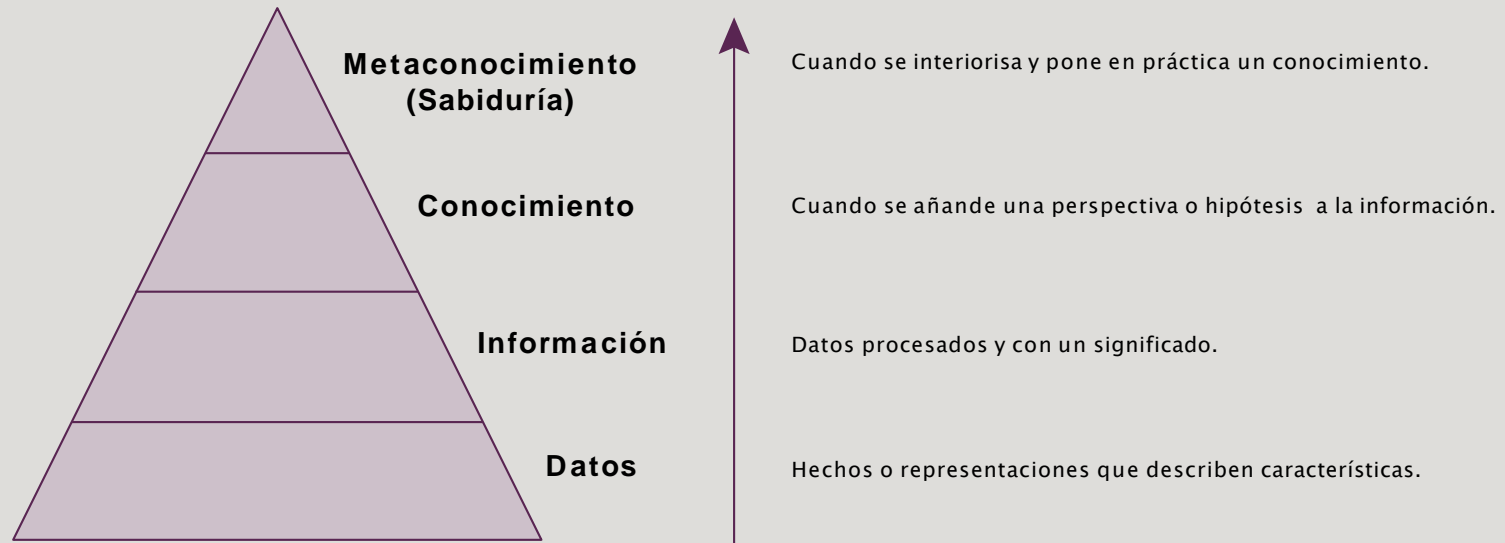 Metaconocimiento
(Sabiduría)
Cuando se interiorisa y pone en práctica un conocimiento.
Conocimiento
Cuando se añande una perspectiva o hipótesis a la información.
Información
Datos procesados y con un significado.
Datos
Hechos o representaciones que describen característícas.